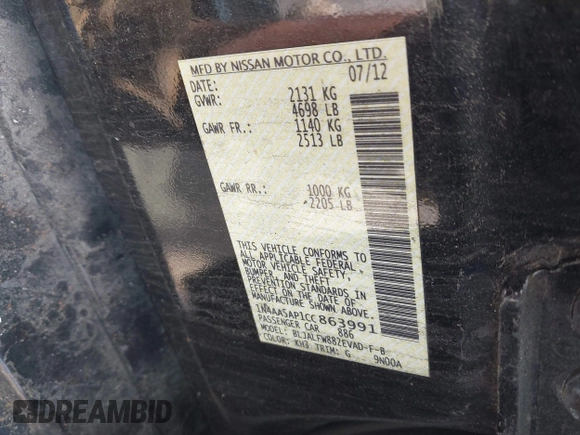 MFD BY NISSAN MOTOR CO., LTD.
DATE: 07/12
GVWR: 2131 KG
4698 LB
GAWR FR.: 1140 KG
2513 LB
GAWR RR.: 1000 KG
2205 LB
THIS VEHICLE CONFORMS TO
ALL APPLICABLE FEDERAL
MOTOR VEHICLE SAFETY,
BUMPER, AND THEFT
PREVENTION STANDARDS
IN EFFECT ON THE DATE OF
MANUFACTURE SHOWN ABOVE.
1N4AA5AP1CC863991
PASSENGER CAR 886
MODEL: BLJALFW88ZEVAD-F-B
COLOR: KH3 TRIM: G 9N00A
DREAMBID